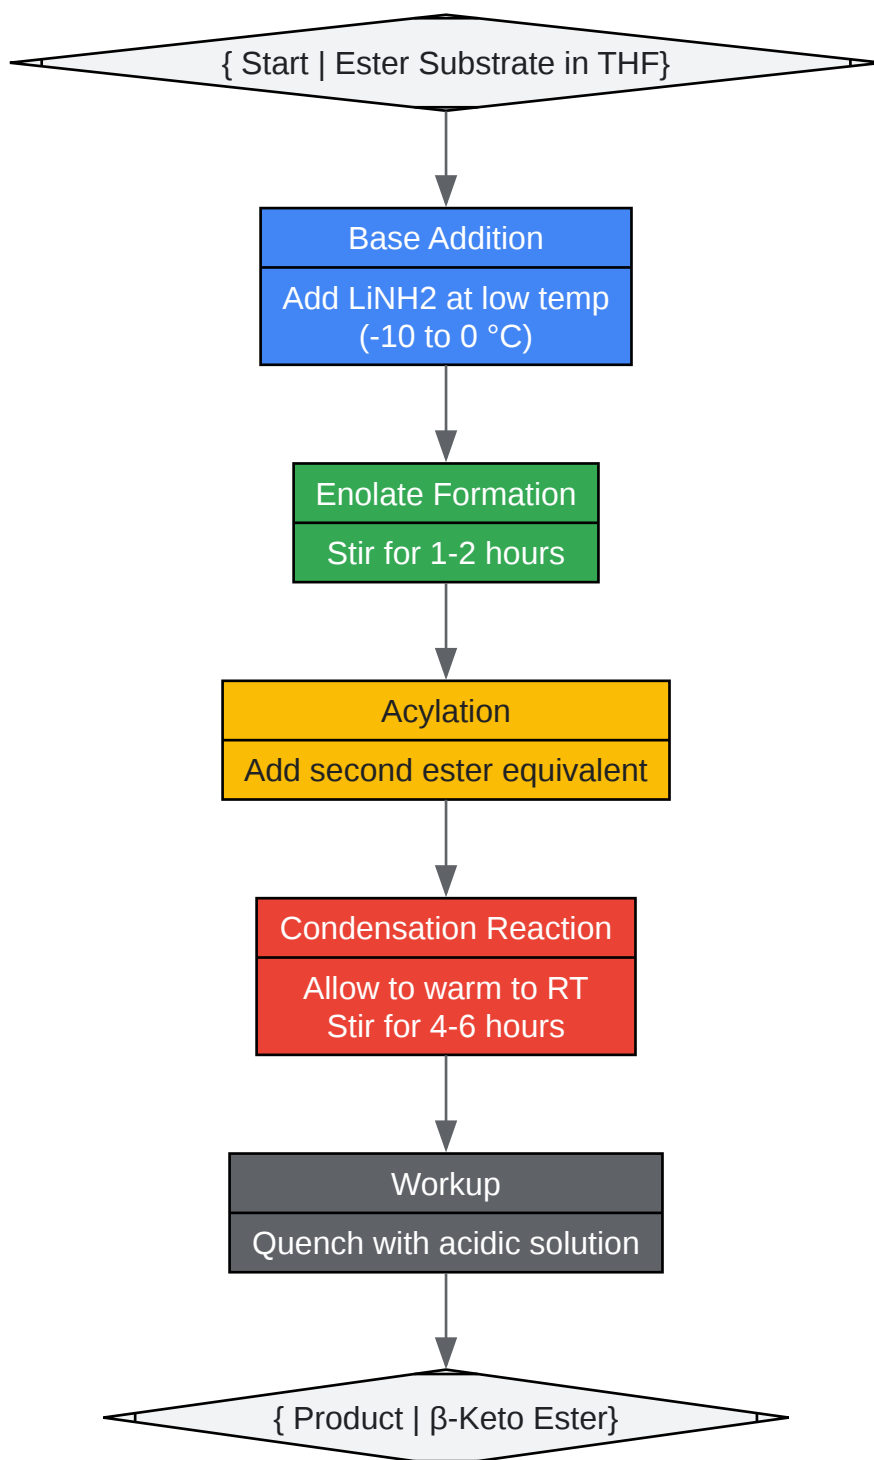 { Start | Ester Substrate in THF}
Base Addition
Add LiNH2 at low temp
(-10 to 0 °C)
Enolate Formation
Stir for 1-2 hours
Acylation
Add second ester equivalent
Condensation Reaction
Allow to warm to RT
Stir for 4-6 hours
Workup
Quench with acidic solution
{ Product | β-Keto Ester}